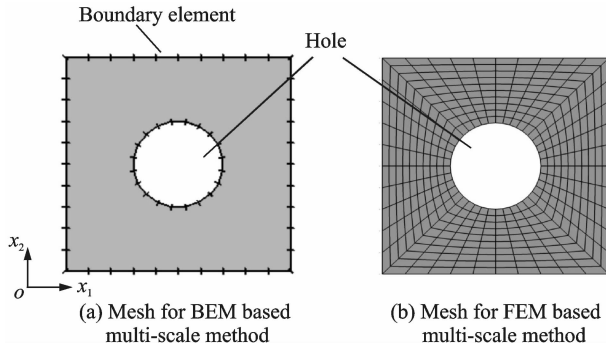 Boundary element
Hole
x2
o
x1
(a) Mesh for BEM based
multi-scale method
(b) Mesh for FEM based
multi-scale method